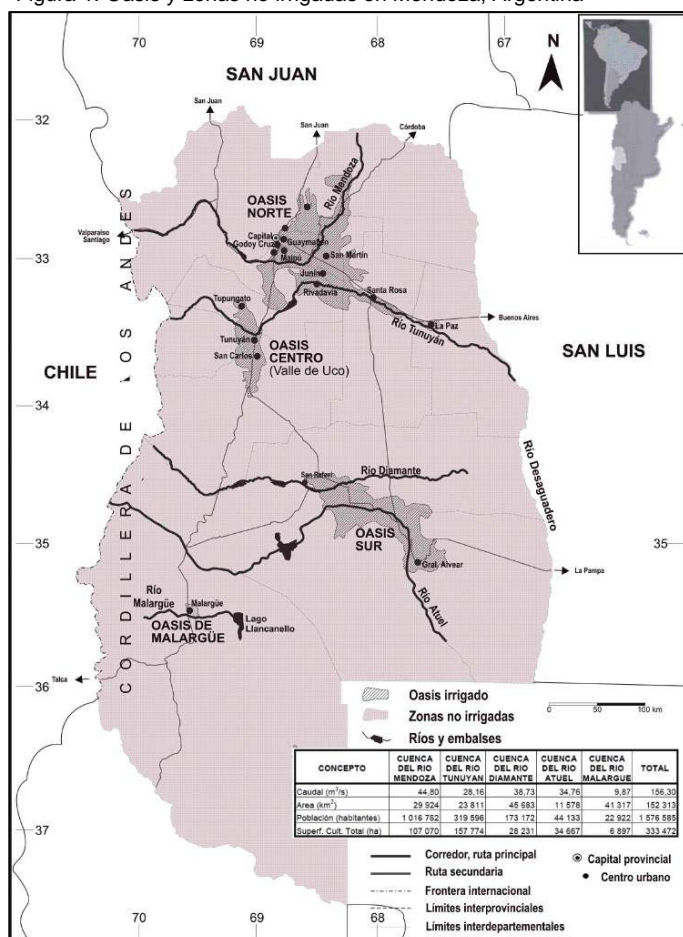 Figura 1. Oasis y zonas no irrigadas en Mendoza, Argentina
70 69 68 67
N
SAN JUAN
San Juan
San Juan
Córdoba
32
OASIS
NORTE
Río Mendoza
Valparaiso
Santiago
Capital
Godoy Cruz
Guaymallén
Maipú
San Martín
33
Junín
Rivadavia
Santa Rosa
Tupungato
La Paz
Buenos Aires
Río Tunuyán
Tunuyán
San Carlos
OASIS
CENTRO
(Valle de Uco)
CHILE
SAN LUIS
CORDILLERA DE LOS ANDES
34
San Rafael
Río Diamante
Río Desaguadero
35
35
OASIS
SUR
Gral. Alvear
La Pampa
Río Atuel
Río
Malargüe
Malargüe
OASIS DE
MALARGÜE
Lago
Llancanello
Talca
36
Oasis irrigado
0 50 100 km
Zonas no irrigadas
Ríos y embalses
CONCEPTO CUENCA DEL RIO MENDOZA CUENCA DEL RIO TUNUYAN CUENCA DEL RIO DIAMANTE CUENCA DEL RIO ATUEL CUENCA DEL RIO MALARGUE TOTAL
Caudal (m³/s) 44,80 28,16 38,73 34,76 9,87 156,30
Area (km²) 29 924 23 811 45 683 11 578 41 317 152 313
Población (habitantes) 1 016 762 319 596 173 172 44 133 22 922 1 576 585
Superf. Cult. Total (ha) 107 070 157 774 28 231 34 667 6 897 333 472
37
Corredor, ruta principal
Capital provincial
Ruta secundaria
Centro urbano
Frontera internacional
Límites interprovinciales
Límites interdepartementales
70 69 68